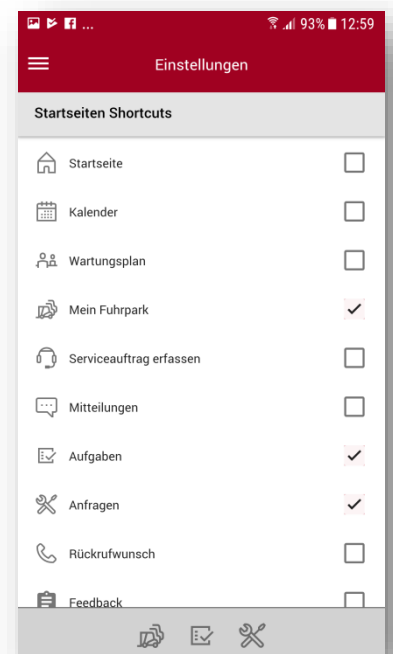 ... 93% 12:59
Einstellungen
Startseiten Shortcuts
Startseite
Kalender
Wartungsplan
Mein Fuhrpark
Serviceauftrag erfassen
Mitteilungen
Aufgaben
Anfragen
Rückrufwunsch
Feedback